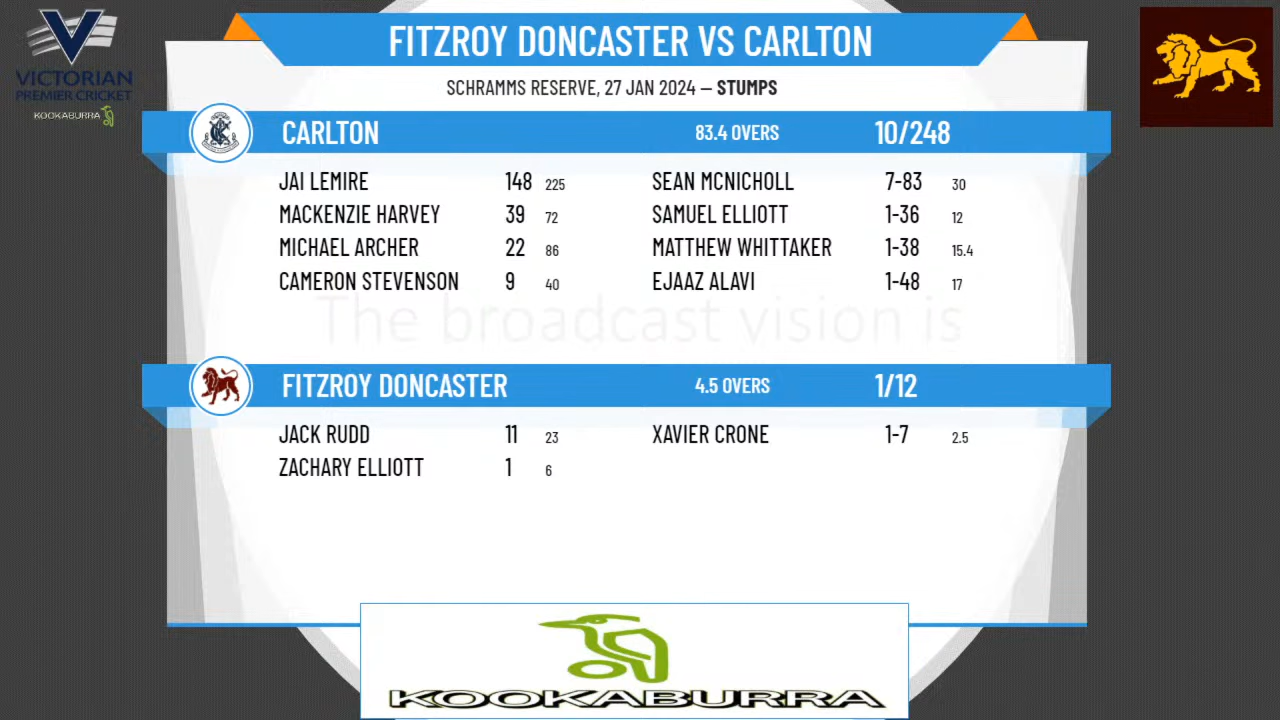 FITZROY DONCASTER VS CARLTON
VICTORIAN
PREMIER CRICKET
KOOKABURRA
SCHRAMMS RESERVE, 27 JAN 2024 – STUMPS
CARLTON 83.4 OVERS 10/248
JAI LEMIRE 148 225 SEAN MCNICHOLL 7-83 30
MACKENZIE HARVEY 39 72 SAMUEL ELLIOTT 1-36 12
MICHAEL ARCHER 22 86 MATTHEW WHITTAKER 1-38 15.4
CAMERON STEVENSON 9 40 EJAAZ ALAVI 1-48 17
The broadcast vision is
FITZROY DONCASTER 4.5 OVERS 1/12
JACK RUDD 11 23 XAVIER CRONE 1-7 2.5
ZACHARY ELLIOTT 1 6
KOOKABURRA